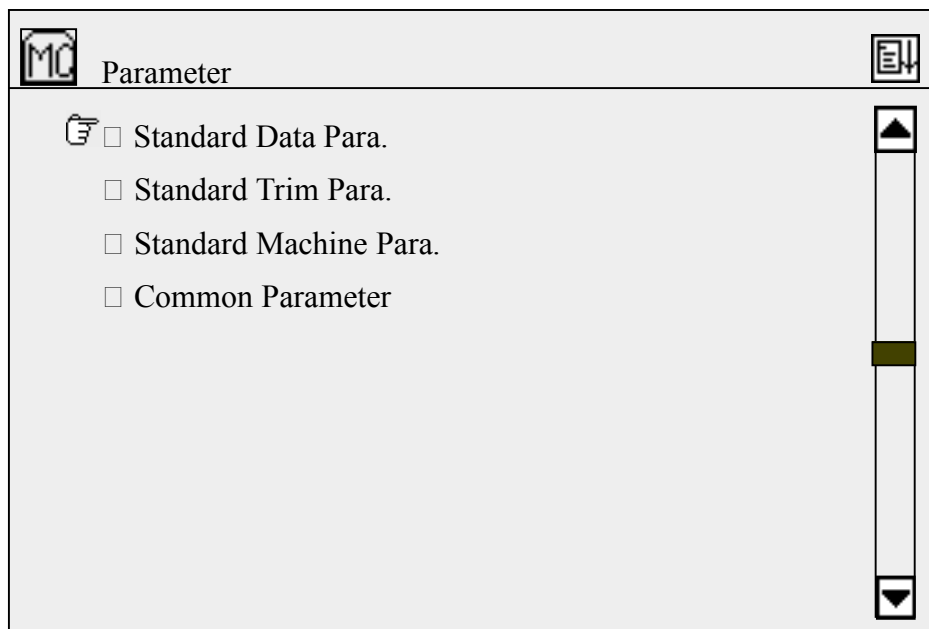 MC Parameter
□ Standard Data Para.
□ Standard Trim Para.
□ Standard Machine Para.
□ Common Parameter